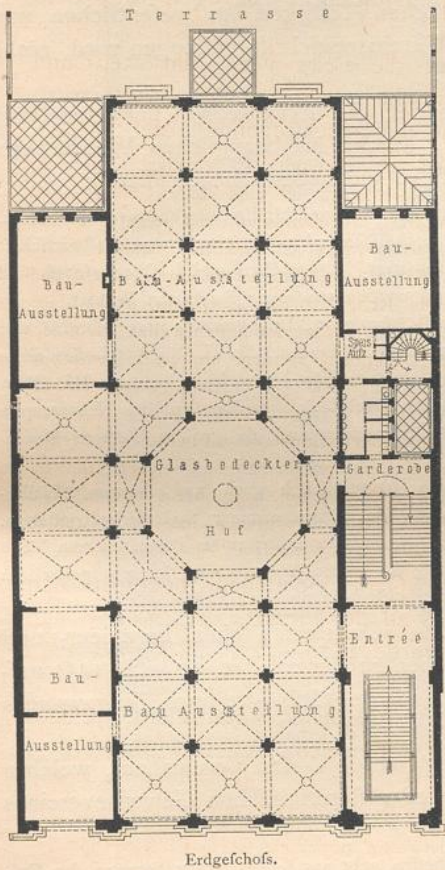 Terrasse
Bau-
Ausstellung
Bau-Ausstellung
Bau-
Ausstellung
Speis.
Aufz.
Glasbedeckter
Hof
Garderobe
Entrée
Bau-
Ausstellung
Bau Ausstellung
Erdgeſchoſs.